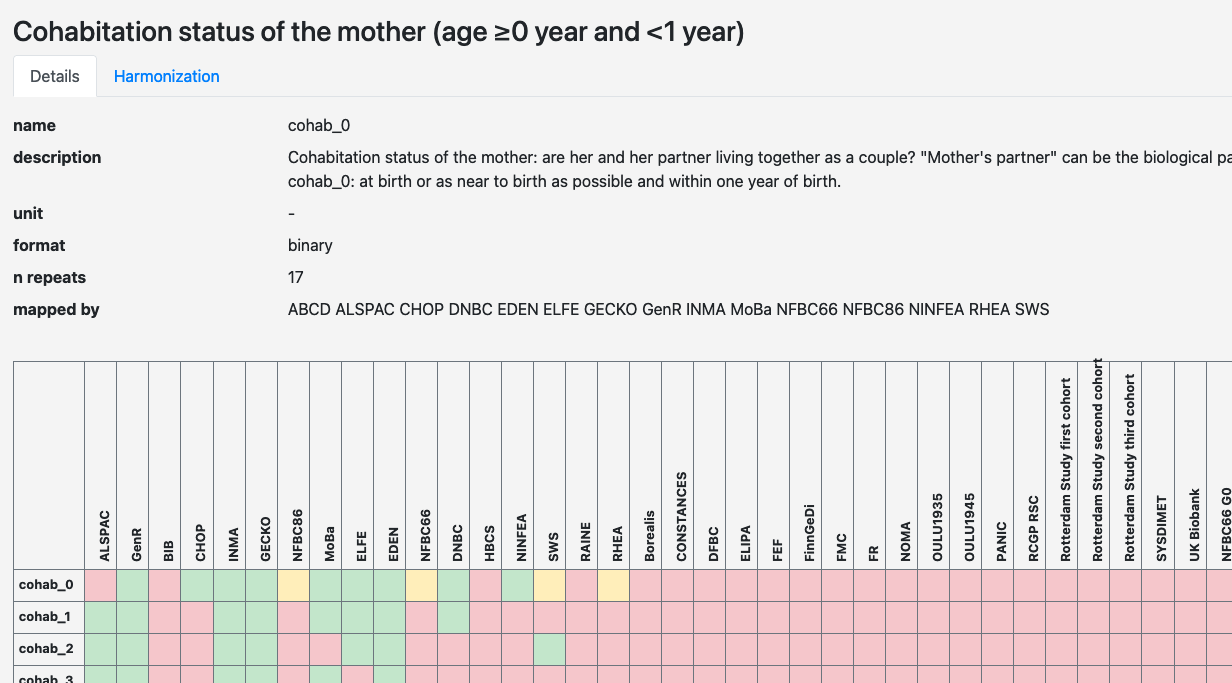 Cohabitation status of the mother (age ≥0 year and <1 year)
Details Harmonization
name cohab_0
description Cohabitation status of the mother: are her and her partner living together as a couple? "Mother's partner" can be the biological pa
cohab_0: at birth or as near to birth as possible and within one year of birth.
unit -
format binary
n repeats 17
mapped by ABCD ALSPAC CHOP DNBC EDEN ELFE GECKO GenR INMA MoBa NFBC66 NFBC86 NINFEA RHEA SWS
ALSPAC
GenR
BIB
CHOP
INMA
GECKO
NFBC86
MoBa
ELFE
EDEN
NFBC66
DNBC
HBCS
NINFEA
SWS
RAINE
RHEA
Borealis
CONSTANCES
DFBC
ELIPA
FEF
FinnGeDi
FMC
FR
NOMA
OULU1935
OULU1945
PANIC
RCGP RSC
Rotterdam Study first cohort
Rotterdam Study second cohort
Rotterdam Study third cohort
SYSDIMET
UK Biobank
NFBC66 G0
cohab_0
cohab_1
cohab_2
cohab_3